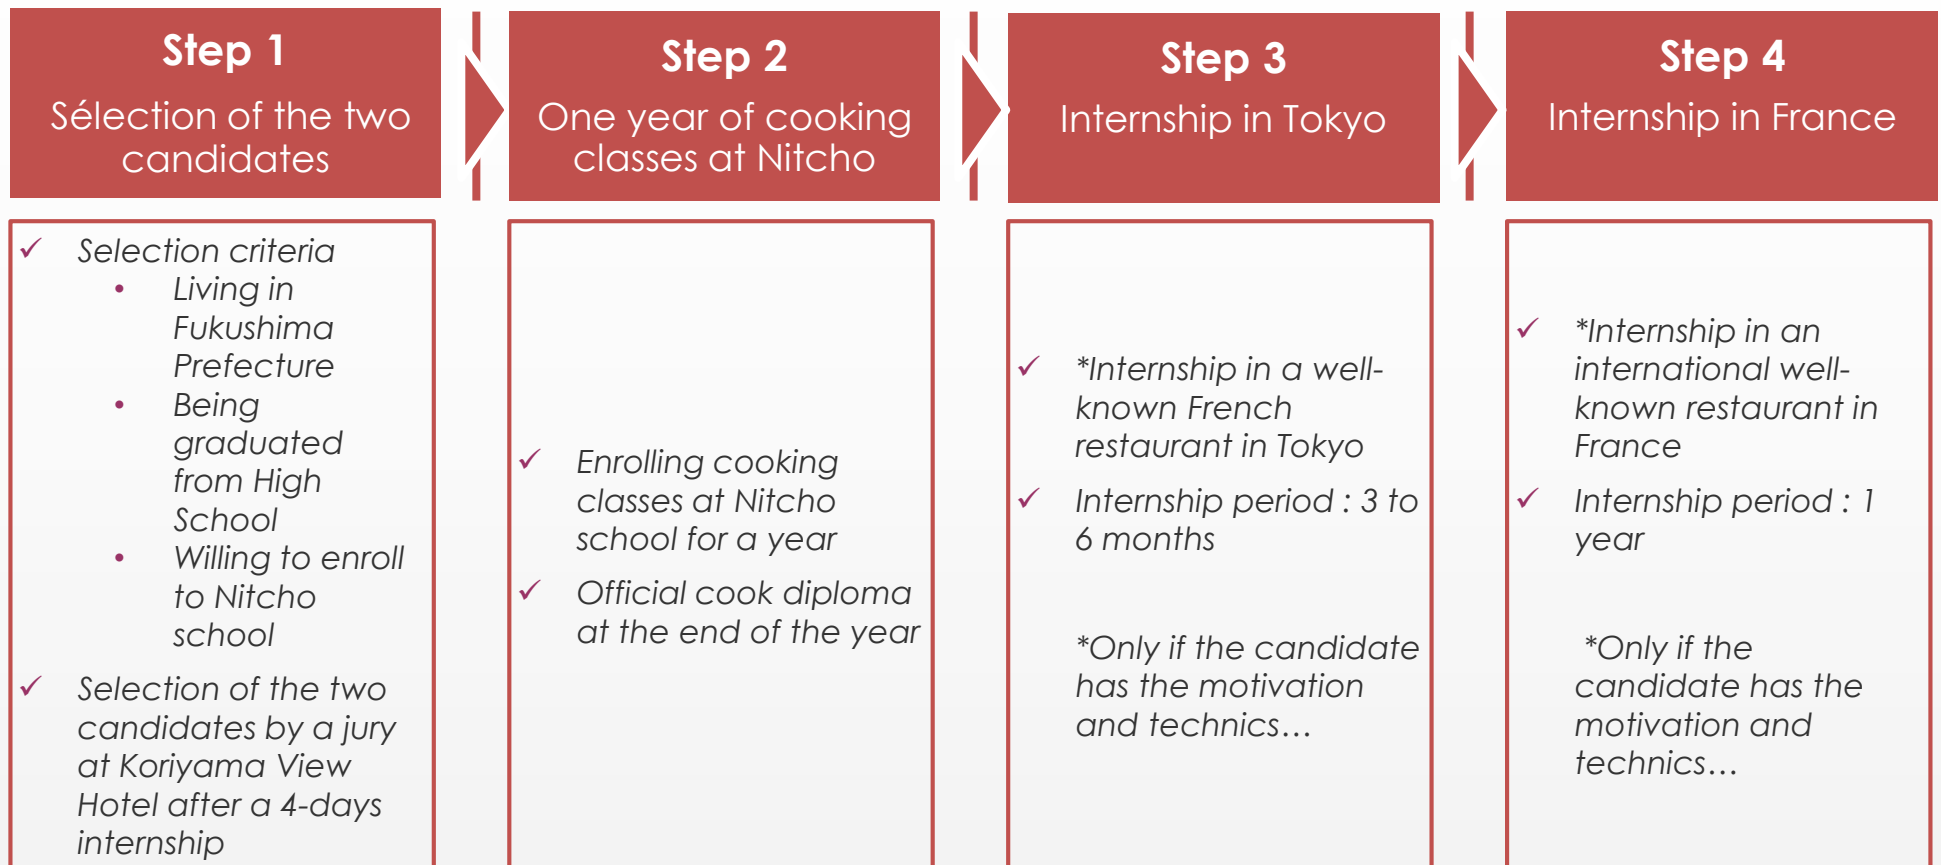 Step 1
Sélection of the two
candidates
Step 2
One year of cooking
classes at Nitcho
Step 3
Internship in Tokyo
Step 4
Internship in France
✓ Selection criteria
• Living in
Fukushima
Prefecture
• Being
graduated
from High
School
• Willing to enroll
to Nitcho
school
✓ Selection of the two
candidates by a jury
at Koriyama View
Hotel after a 4-days
internship
✓ Enrolling cooking
classes at Nitcho
school for a year
✓ Official cook diploma
at the end of the year
✓ *Internship in a well-
known French
restaurant in Tokyo
✓ Internship period : 3 to
6 months
*Only if the candidate
has the motivation
and technics…
✓ *Internship in an
international well-
known restaurant in
France
✓ Internship period : 1
year
*Only if the
candidate has the
motivation and
technics…